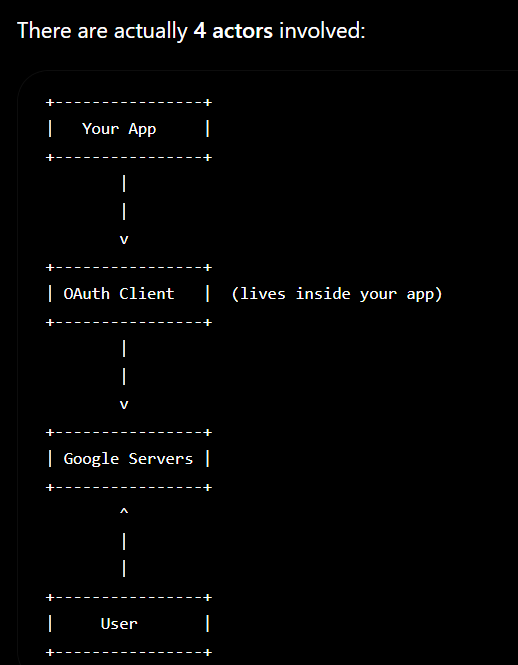 There are actually 4 actors involved:
+----------------+
|   Your App     |
+----------------+
        |
        |
        v
+----------------+
| OAuth Client   |  (lives inside your app)
+----------------+
        |
        |
        v
+----------------+
| Google Servers |
+----------------+
        ^
        |
        |
+----------------+
|     User       |
+----------------+